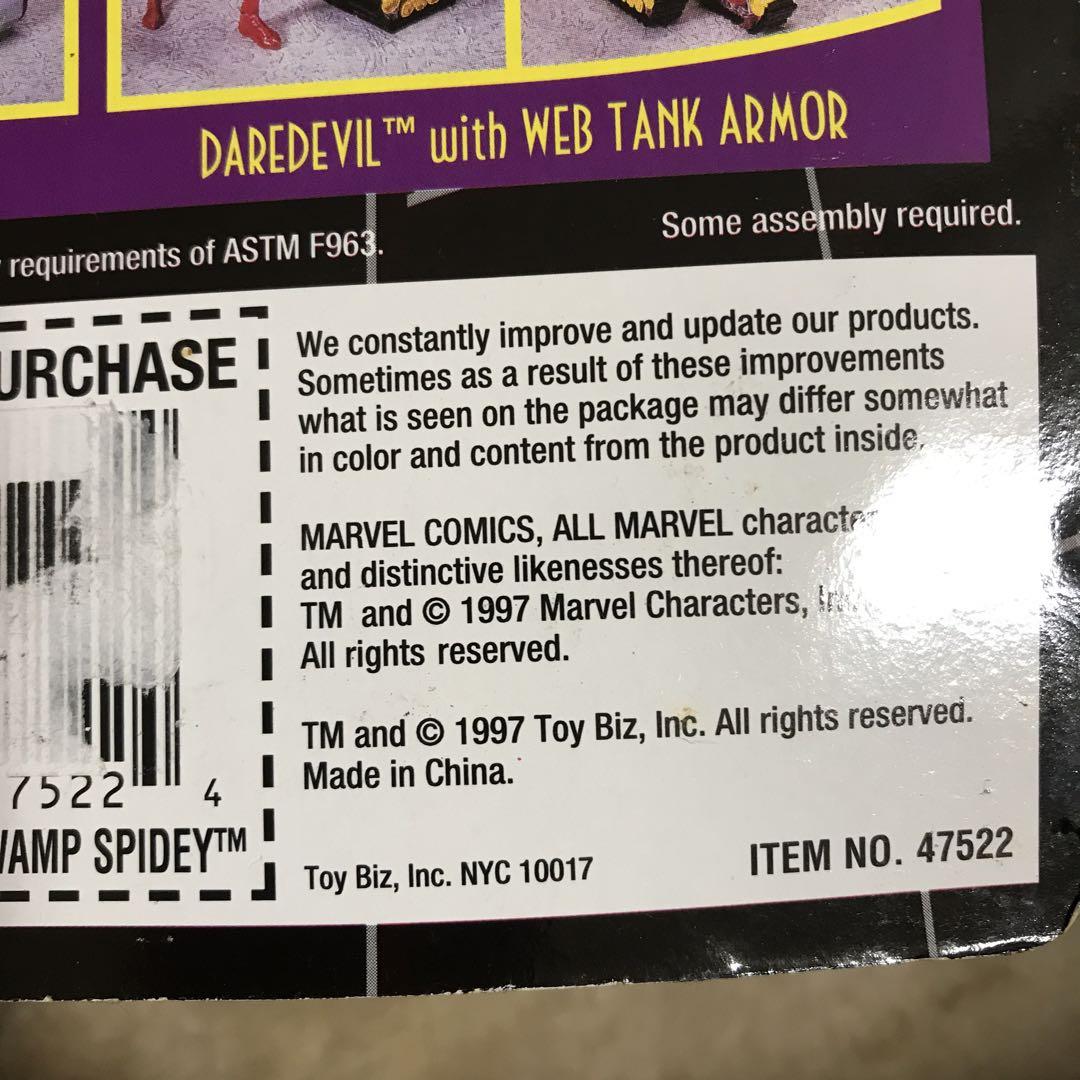 DAREDEVIL™ with WEB TANK ARMOR
requirements of ASTM F963.
Some assembly required.
URCHASE
7522 4
AMP SPIDEY™
We constantly improve and update our products.
Sometimes as a result of these improvements
what is seen on the package may differ somewhat
in color and content from the product inside.
MARVEL COMICS, ALL MARVEL
and distinctive likenesses thereof:
TM and © 1997 Marvel Characters,
All rights reserved.
TM and © 1997 Toy Biz, Inc. All rights reserved.
Made in China.
Toy Biz, Inc. NYC 10017
ITEM NO. 47522